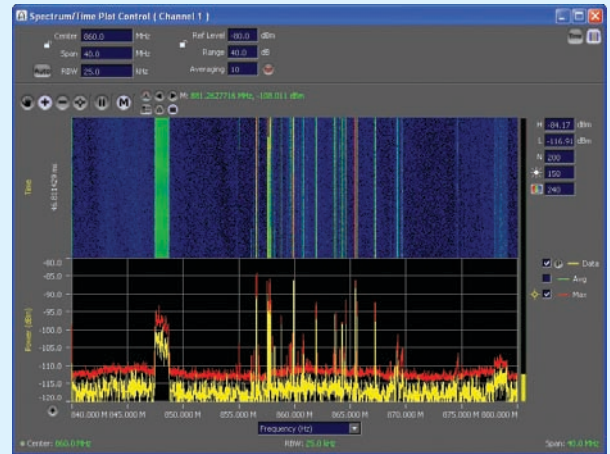 Spectrum/Time Plot Control ( Channel 1 )
Center 860.0 MHz Ref Level -80.0 dBm
Span 40.0 MHz Range 40.0 dB
RBW 25.0 kHz Averaging 10
M M: 881.2627716 MHz, -108.011 dBm
H -84.17 dBm
L -116.91 dBm
N 200
150
240
Time
46.811429 ms
-80.0
-85.0
-90.0
-95.0
-100.0
-105.0
-110.0
-115.0
-120.0
Power (dBm)
Data
Avg
Max
840.000 M 845.000 M 850.000 M 855.000 M 860.000 M 865.000 M 870.000 M 875.000 M 880.000 M
Frequency (Hz)
Center: 860.0 MHz RBW: 25.0 kHz Span: 40.0 MHz